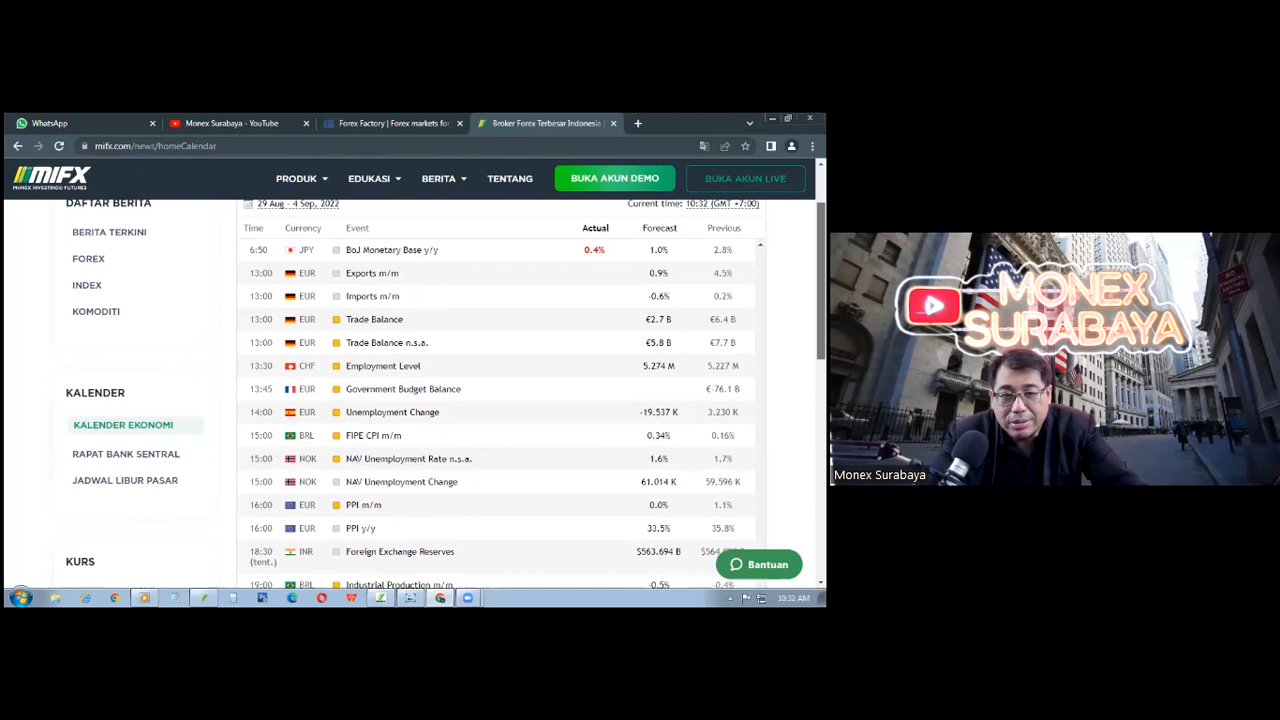 WhatsApp
Monex Surabaya - YouTube
Forex Factory | Forex markets for
Broker Forex Terbesar Indonesia |
mifx.com/news/homeCalendar
MIFX
MONEX INVESTINDO FUTURES
PRODUK
EDUKASI
BERITA
TENTANG
BUKA AKUN DEMO
BUKA AKUN LIVE
DAFTAR BERITA
BERITA TERKINI
FOREX
INDEX
KOMODITI
KALENDER
KALENDER EKONOMI
RAPAT BANK SENTRAL
JADWAL LIBUR PASAR
KURS
29 Aug - 4 Sep, 2022 Current time: 10:32 (GMT +7:00)
Time Currency Event Actual Forecast Previous
6:50 JPY BoJ Monetary Base y/y 0.4% 1.0% 2.8%
13:00 EUR Exports m/m 0.9% 4.5%
13:00 EUR Imports m/m -0.6% 0.2%
13:00 EUR Trade Balance €2.7 B €6.4 B
13:00 EUR Trade Balance n.s.a. €5.8 B €7.7 B
13:30 CHF Employment Level 5.274 M 5.227 M
13:45 EUR Government Budget Balance €-76.1 B
14:00 EUR Unemployment Change -19.537 K 3.230 K
15:00 BRL FIPE CPI m/m 0.34% 0.16%
15:00 NOK NAV Unemployment Rate n.s.a. 1.6% 1.7%
15:00 NOK NAV Unemployment Change 61.014 K 59.596 K
16:00 EUR PPI m/m 0.0% 1.1%
16:00 EUR PPI y/y 33.5% 35.8%
18:30 INR Foreign Exchange Reserves $563.694 B
(tent.)
19:00 BRL Industrial Production m/m -0.5% -0.4%
Bantuan
10:32 AM
MONEX
SURABAYA
Monex Surabaya